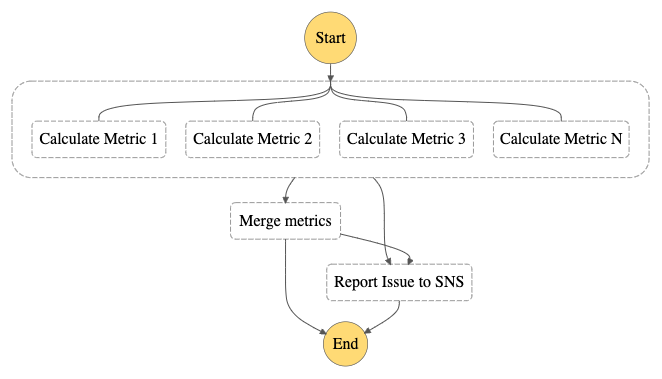 Start
Calculate Metric 1
Calculate Metric 2
Calculate Metric 3
Calculate Metric N
Merge metrics
Report Issue to SNS
End